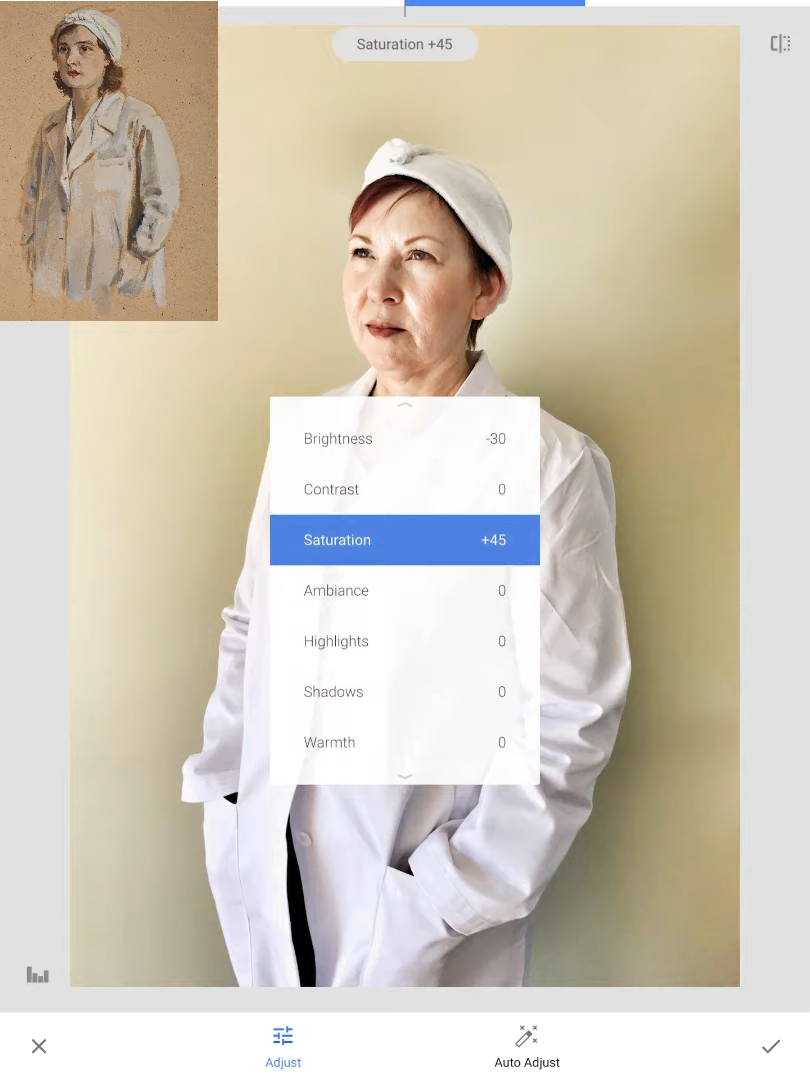 Saturation +45
Brightness -30
Contrast 0
Saturation +45
Ambiance 0
Highlights 0
Shadows 0
Warmth 0
Adjust Auto Adjust